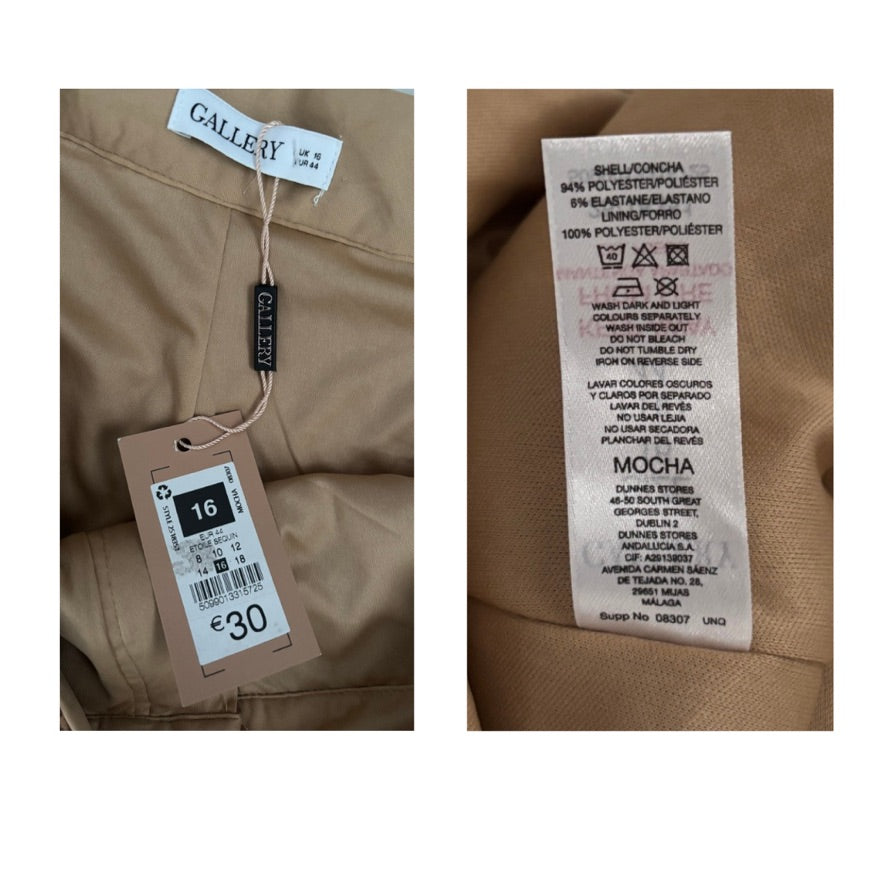 GALLERY
UK 16
EUR 44
GALLERY
MOCHA
08307
16
EUR 44
ETOILE SEQUIN
8 10 12
14 16 18
5099013315725
€30
SHELL/CONCHA
94% POLYESTER/POLIÉSTER
6% ELASTANE/ELASTANO
LINING/FORRO
100% POLYESTER/POLIÉSTER
40
WASH DARK AND LIGHT
COLOURS SEPARATELY
WASH INSIDE OUT
DO NOT BLEACH
DO NOT TUMBLE DRY
IRON ON REVERSE SIDE
LAVAR COLORES OSCUROS
Y CLAROS POR SEPARADO
LAVAR DEL REVÉS
NO USAR LEJIA
NO USAR SECADORA
PLANCHAR DEL REVÉS
MOCHA
DUNNES STORES
46-50 SOUTH GREAT
GEORGES STREET,
DUBLIN 2
DUNNES STORES
ANDALUCIA S.A.
CIF: A29139037
AVENIDA CARMEN SÁENZ
DE TEJADA NO. 28,
29651 MIJAS
MÁLAGA
Supp No 08307 UNQ